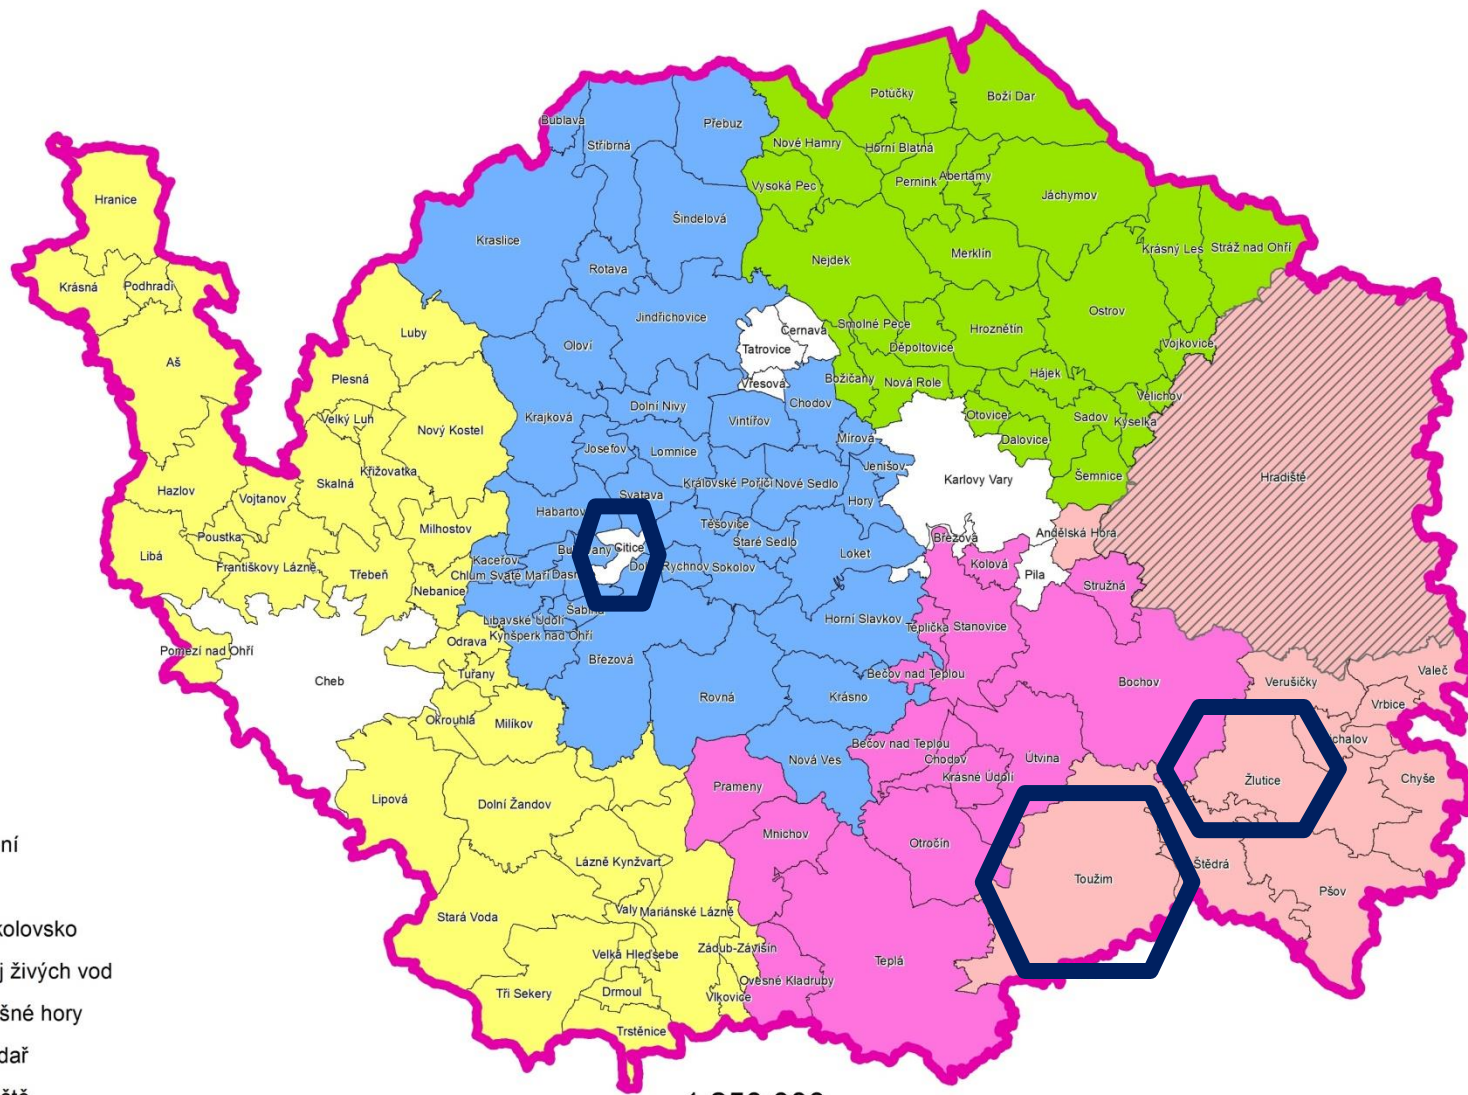 Potůčky
Boží Dar
Bublava
Přebuz
Stříbrná
Nové Hamry
Horní Blatná
Abertamy
Pernink
Vysoká Pec
Jáchymov
Hranice
Šindelová
Kraslice
Krásný Les
Stráž nad Ohří
Merklín
Nejdek
Rotava
Krásná
Podhradí
Ostrov
Jindřichovice
Smolné Pece
Hroznětín
Luby
Černava
Oloví
Tatrovice
Děpoltovice
Vojkovice
Aš
Hájek
Plesná
Vřesová
Božičany
Nová Role
Velichov
Chodov
Dolní Nivy
Velký Luh
Krajková
Vintířov
Otovice
Sadov
Kyselka
Nový Kostel
Mírová
Dalovice
Josefov
Lomnice
Křižovatka
Jenišov
Šemnice
Hradiště
Skalná
Královské Poříčí
Nové Sedlo
Karlovy Vary
Hazlov
Vojtanov
Svatava
Hory
Habartov
Milhostov
Těšovice
Poustka
Andělská Hora
Březová
Staré Sedlo
Citice
Libá
Loket
Kaceřov
Kolová
Františkovy Lázně
Třebeň
Chlum Svaté Maří
Rychnov
Sokolov
Pila
Stružná
Nebanice
Šabina
Libavské Údolí
Horní Slavkov
Teplička
Stanovice
Kynšperk nad Ohří
Odrava
Pomezí nad Ohří
Březová
Valeč
Tuřany
Bečov nad Teplou
Cheb
Bochov
Verušičky
Rovná
Krásno
Vrbice
Okrouhlá
Milíkov
chalov
Bečov nad Teplou
Nová Ves
Chodov
Útvina
Krásné Údolí
Žlutice
Chyše
Prameny
Lipová
Dolní Žandov
Mnichov
Otročín
ní
Lázně Kynžvart
Štědrá
Toužim
Pšov
Valy
Mariánské Lázně
Stará Voda
kolovsko
Zádub-Závišín
Velká Hleďsebe
Teplá
j živých vod
Ovesné Kladruby
Tři Sekery
Drmoul
Vlkovice
šné hory
Trstěnice
dař